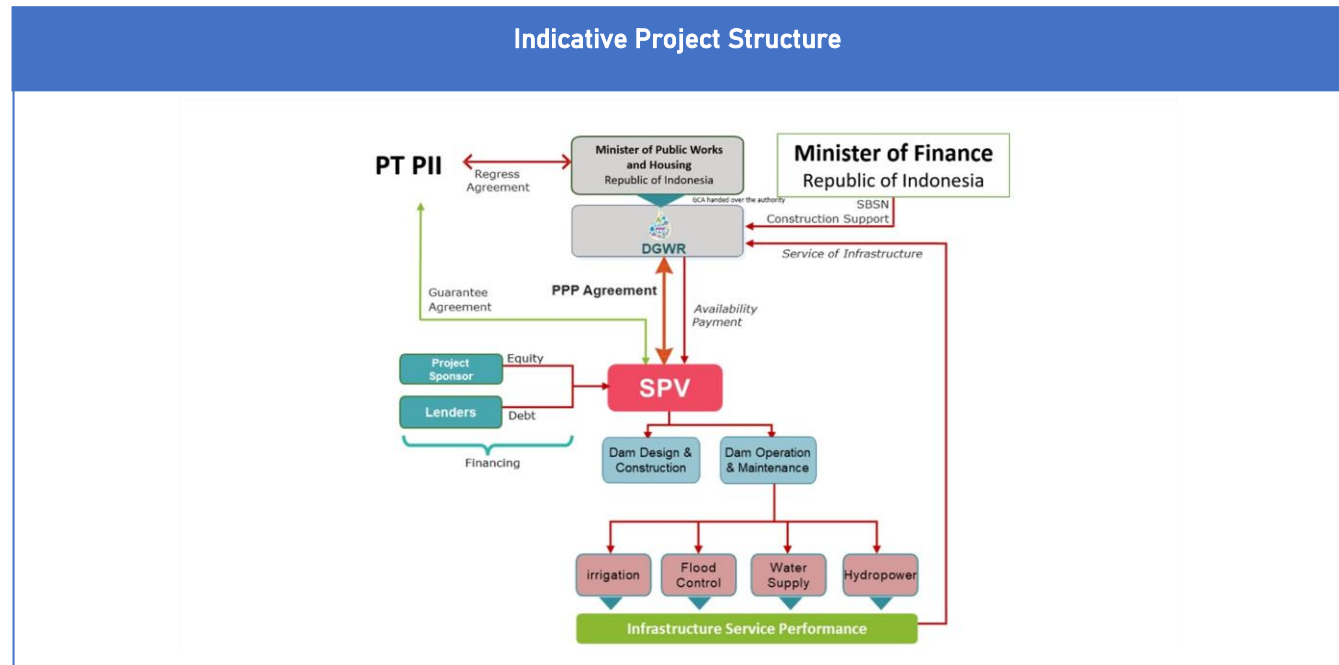 Indicative Project Structure
PT PII
Regress
Agreement
Minister of Public Works
and Housing
Republic of Indonesia
Minister of Finance
Republic of Indonesia
GCA handed over the authority
SBSN
Construction Support
DGWR
Service of Infrastructure
Guarantee
Agreement
PPP Agreement
Availability
Payment
Project
Sponsor
Equity
SPV
Lenders
Debt
Financing
Dam Design &
Construction
Dam Operation
& Maintenance
irrigation
Flood
Control
Water
Supply
Hydropower
Infrastructure Service Performance